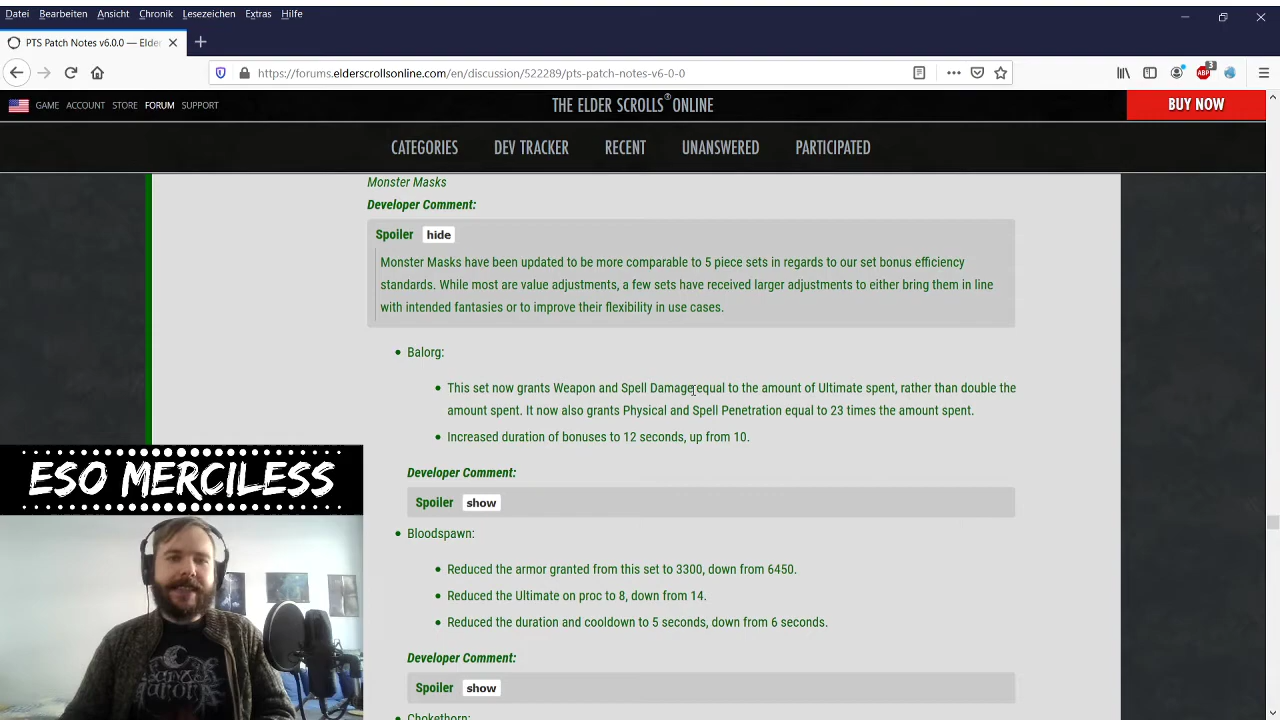 Datei Bearbeiten Ansicht Chronik Lesezeichen Extras Hilfe
PTS Patch Notes v6.0.0 — Elde
https://forums.elderscrollsonline.com/en/discussion/522289/pts-patch-notes-v6-0-0
ABP 3
GAME ACCOUNT STORE FORUM SUPPORT
THE ELDER SCROLLS® ONLINE
BUY NOW
CATEGORIES DEV TRACKER RECENT UNANSWERED PARTICIPATED
Monster Masks
Developer Comment:
Spoiler hide
Monster Masks have been updated to be more comparable to 5 piece sets in regards to our set bonus efficiency
standards. While most are value adjustments, a few sets have received larger adjustments to either bring them in line
with intended fantasies or to improve their flexibility in use cases.
• Balorg:
• This set now grants Weapon and Spell Damage equal to the amount of Ultimate spent, rather than double the
amount spent. It now also grants Physical and Spell Penetration equal to 23 times the amount spent.
• Increased duration of bonuses to 12 seconds, up from 10.
Developer Comment:
Spoiler show
• Bloodspawn:
• Reduced the armor granted from this set to 3300, down from 6450.
• Reduced the Ultimate on proc to 8, down from 14.
• Reduced the duration and cooldown to 5 seconds, down from 6 seconds.
Developer Comment:
Spoiler show
• Chokethorn:
ESO MERCILESS